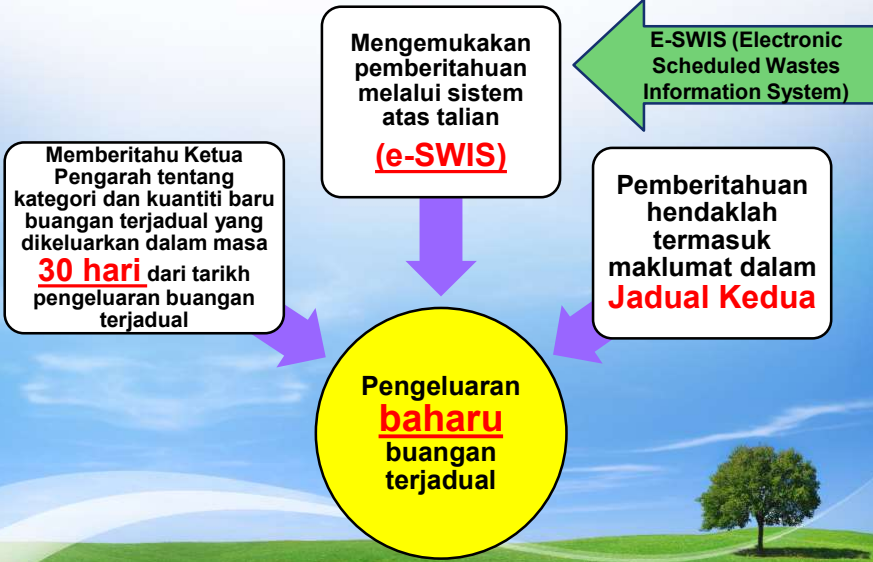 Mengemukakan
pemberitahuan
melalui sistem
atas talian
(e-SWIS)
E-SWIS (Electronic
Scheduled Wastes
Information System)
Memberitahu Ketua
Pengarah tentang
kategori dan kuantiti baru
buangan terjadual yang
dikeluarkan dalam masa
30 hari dari tarikh
pengeluaran buangan
terjadual
Pemberitahuan
hendaklah
termasuk
maklumat dalam
Jadual Kedua
Pengeluaran
baharu
buangan
terjadual